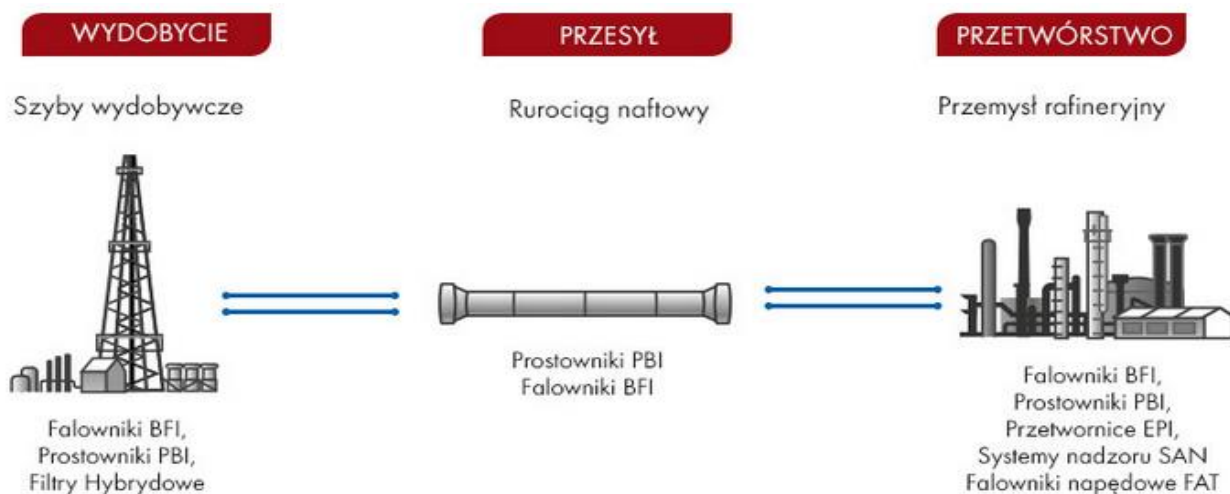 WYDOBYCIE
Szyby wydobywcze
Falowniki BFI,
Prostowniki PBI,
Filtry Hybrydowe
PRZESYŁ
Rurociąg naftowy
Prostowniki PBI
Falowniki BFI
PRZETWÓRSTWO
Przemysł rafineryjny
Falowniki BFI,
Prostowniki PBI,
Przetwornice EPI,
Systemy nadzoru SAN
Falowniki napędowe FAT